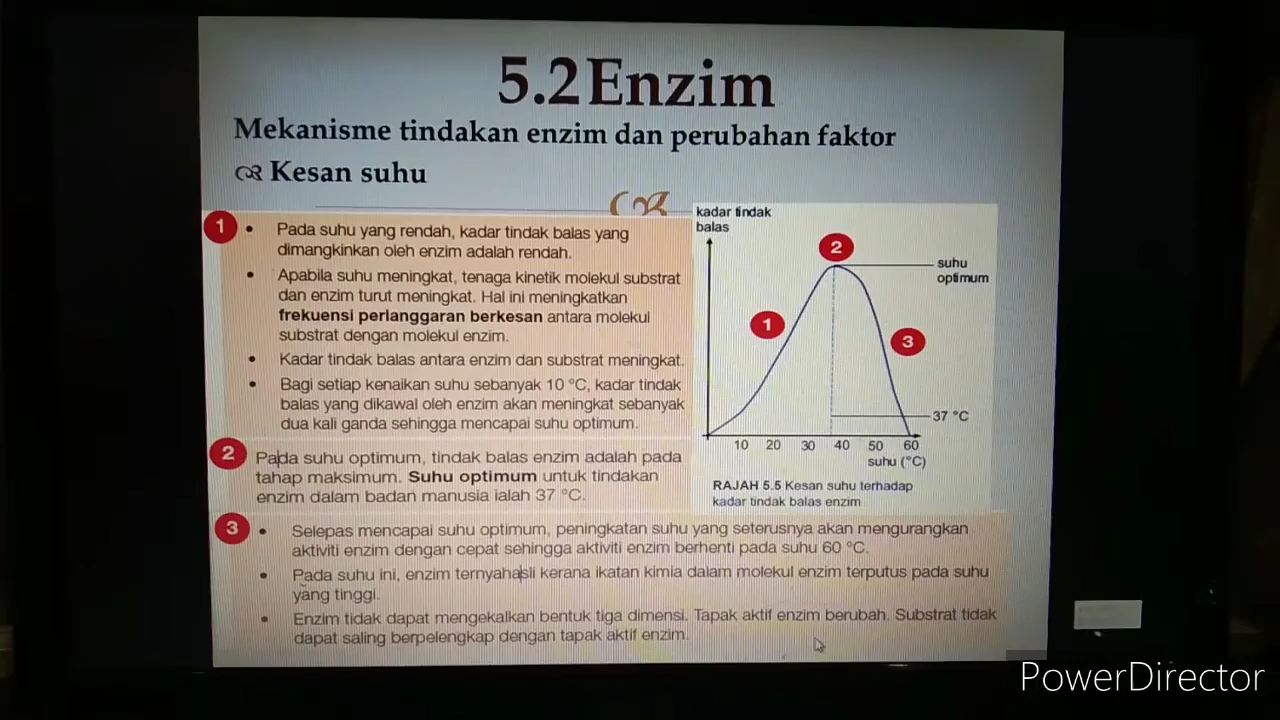 5.2 Enzim
Mekanisme tindakan enzim dan perubahan faktor
Kesan suhu
1
• Pada suhu yang rendah, kadar tindak balas yang
dimangkinkan oleh enzim adalah rendah.
• Apabila suhu meningkat, tenaga kinetik molekul substrat
dan enzim turut meningkat. Hal ini meningkatkan
frekuensi perlanggaran berkesan antara molekul
substrat dengan molekul enzim.
• Kadar tindak balas antara enzim dan substrat meningkat.
• Bagi setiap kenaikan suhu sebanyak 10 °C, kadar tindak
balas yang dikawal oleh enzim akan meningkat sebanyak
dua kali ganda sehingga mencapai suhu optimum.
2
Pada suhu optimum, tindak balas enzim adalah pada
tahap maksimum. Suhu optimum untuk tindakan
enzim dalam badan manusia ialah 37 °C.
kadar tindak
balas
2
suhu
optimum
1
3
37 °C
10 20 30 40 50 60
suhu (°C)
RAJAH 5.5 Kesan suhu terhadap
kadar tindak balas enzim
3
• Selepas mencapai suhu optimum, peningkatan suhu yang seterusnya akan mengurangkan
aktiviti enzim dengan cepat sehingga aktiviti enzim berhenti pada suhu 60 °C.
• Pada suhu ini, enzim ternyahasli kerana ikatan kimia dalam molekul enzim terputus pada suhu
yang tinggi.
• Enzim tidak dapat mengekalkan bentuk tiga dimensi. Tapak aktif enzim berubah. Substrat tidak
dapat saling berpelengkap dengan tapak aktif enzim.
PowerDirector